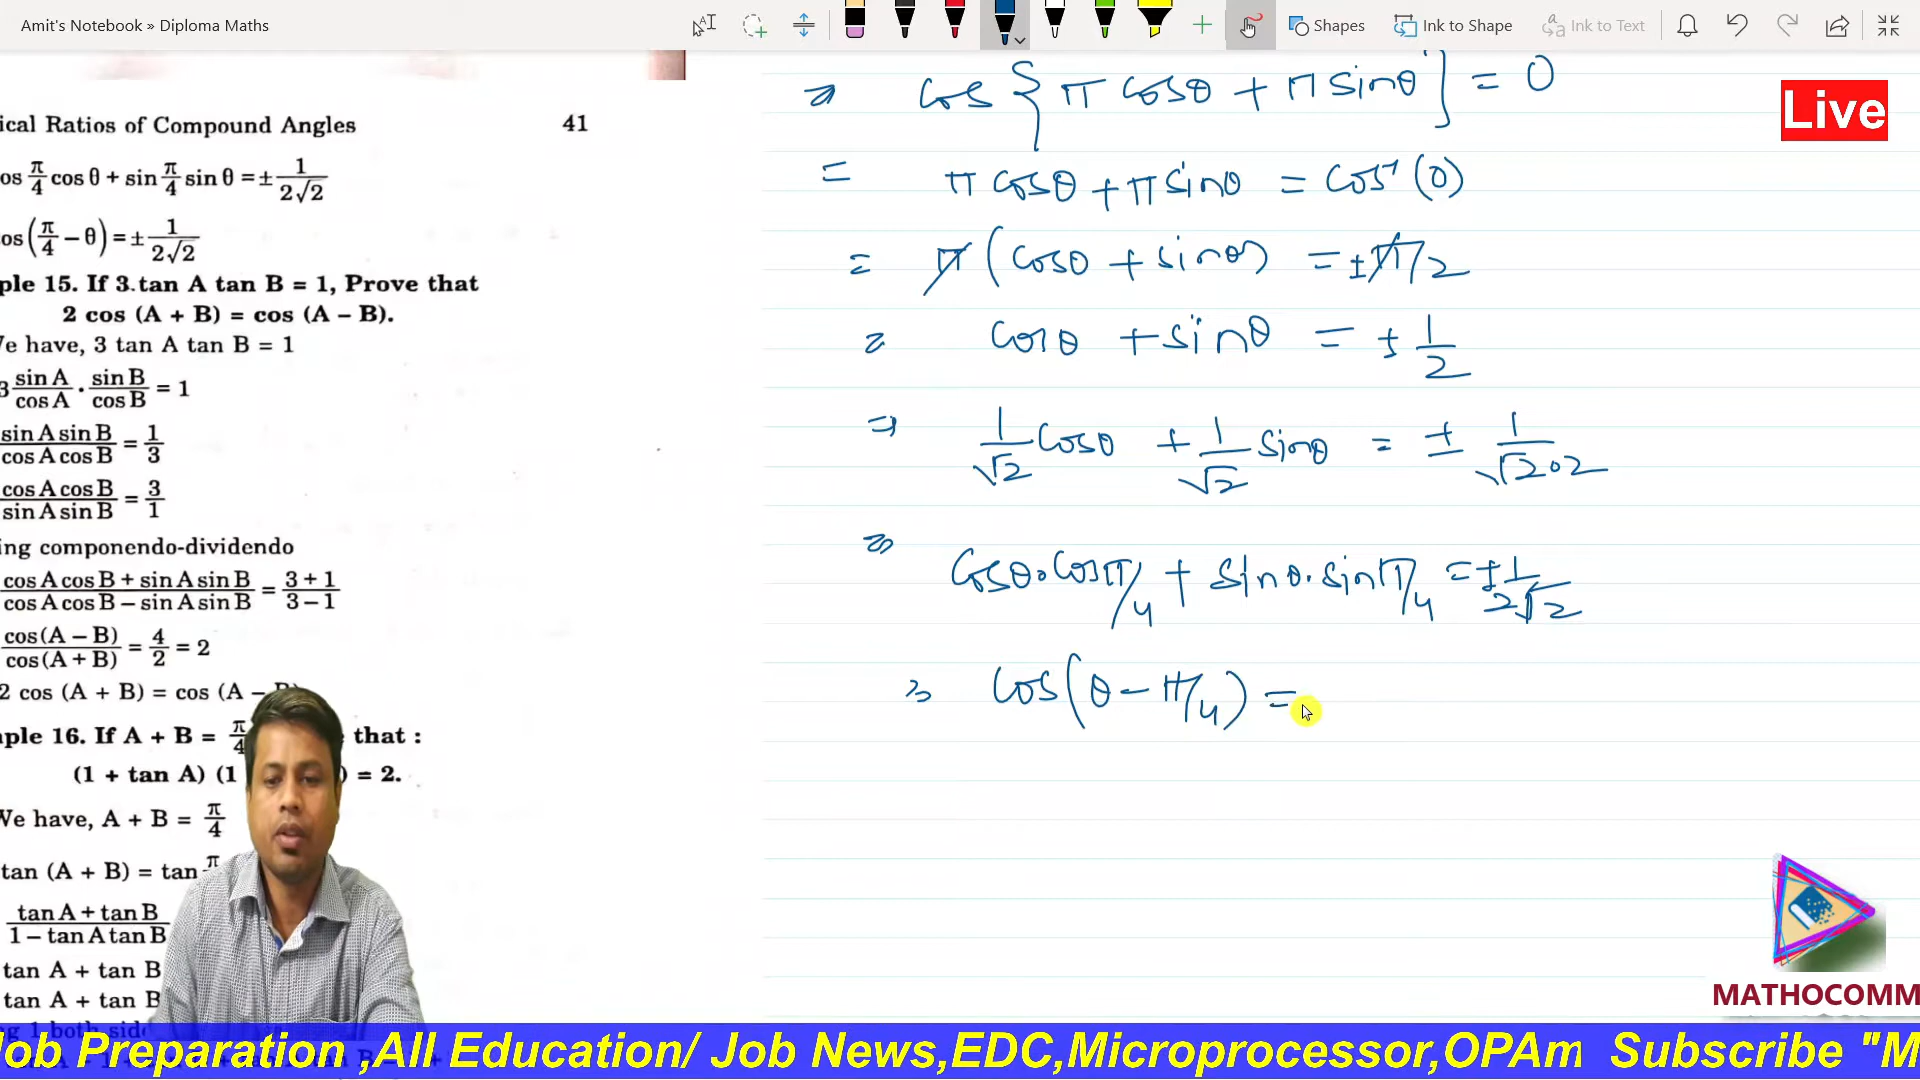 Amit's Notebook » Diploma Maths
Shapes
Ink to Shape
Ink to Text
Live
ical Ratios of Compound Angles 41
os π/4 cos θ + sin π/4 sin θ = ± 1/2√2
os(π/4 − θ) = ± 1/2√2
ple 15. If 3.tan A tan B = 1, Prove that
2 cos (A + B) = cos (A − B).
e have, 3 tan A tan B = 1
3 sin A/cos A · sin B/cos B = 1
sin A sin B/cos A cos B = 1/3
cos A cos B/sin A sin B = 3/1
ing componendo-dividendo
cos A cos B + sin A sin B/cos A cos B − sin A sin B = 3 + 1/3 − 1
cos(A − B)/cos(A + B) = 4/2 = 2
2 cos (A + B) = cos (A −
ple 16. If A + B = π/4 that :
(1 + tan A) (1 ) = 2.
We have, A + B = π/4
tan (A + B) = tan π
tan A + tan B/1 − tan A tan B
tan A + tan B
tan A + tan B
g 1 both side
⇒ cos { π cosθ + π sinθ } = 0
= π cosθ + π sinθ = cos⁻¹ (0)
= π (cosθ + sinθ) = ± π/2
= cosθ + sinθ = ± 1/2
⇒ 1/√2 cosθ + 1/√2 sinθ = ± 1/√2·2
⇒ cosθ·cosπ/4 + sinθ·sinπ/4 = ± 1/2√2
⇒ cos(θ − π/4) =
MATHOCOMM
Job Preparation ,All Education/ Job News,EDC,Microprocessor,OPAm Subscribe "M